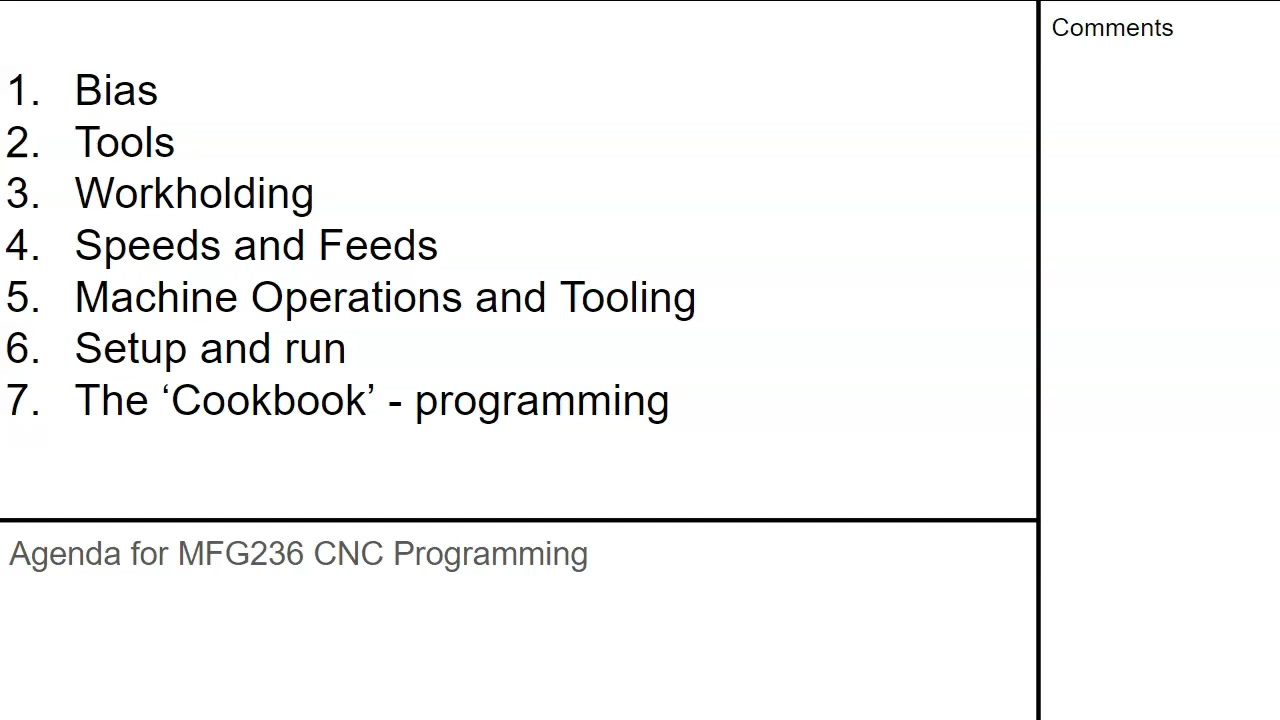 1. Bias
2. Tools
3. Workholding
4. Speeds and Feeds
5. Machine Operations and Tooling
6. Setup and run
7. The ‘Cookbook’ - programming
Agenda for MFG236 CNC Programming
Comments